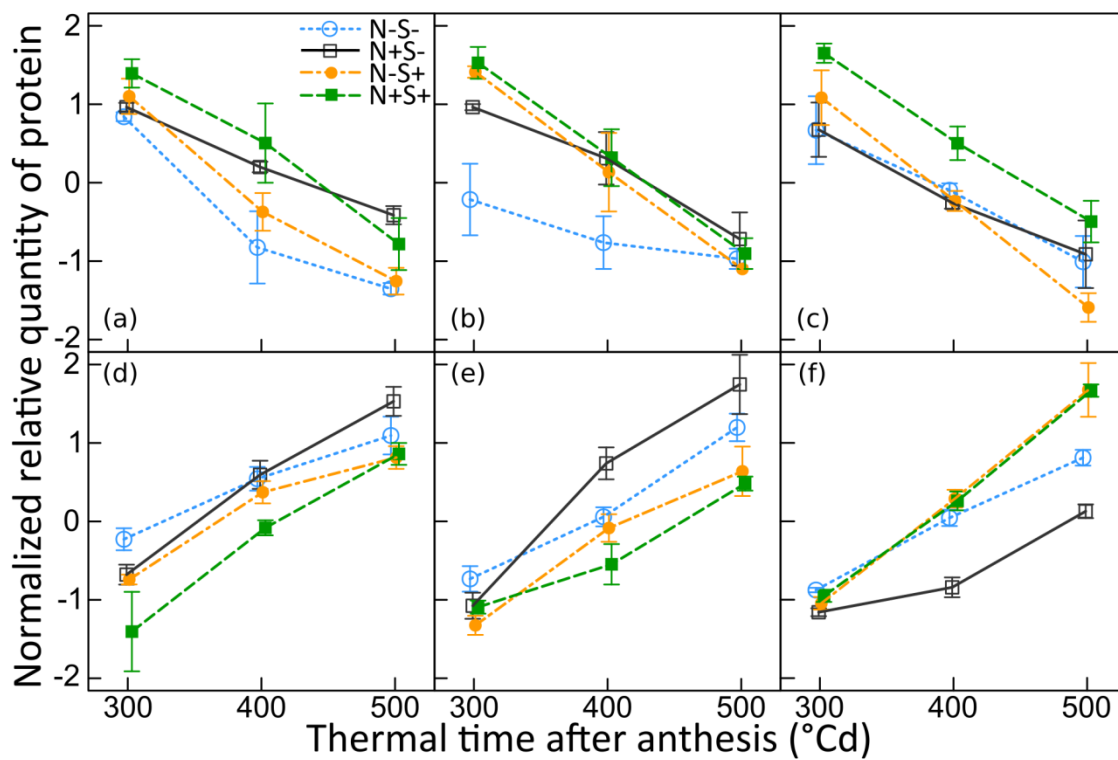 Normalized relative quantity of protein
2
1
0
-1
-2
N-S-
N+S-
N-S+
N+S+
(a)
(b)
(c)
2
1
0
-1
-2
(d)
(e)
(f)
300 400 500 300 400 500 300 400 500
Thermal time after anthesis (°Cd)